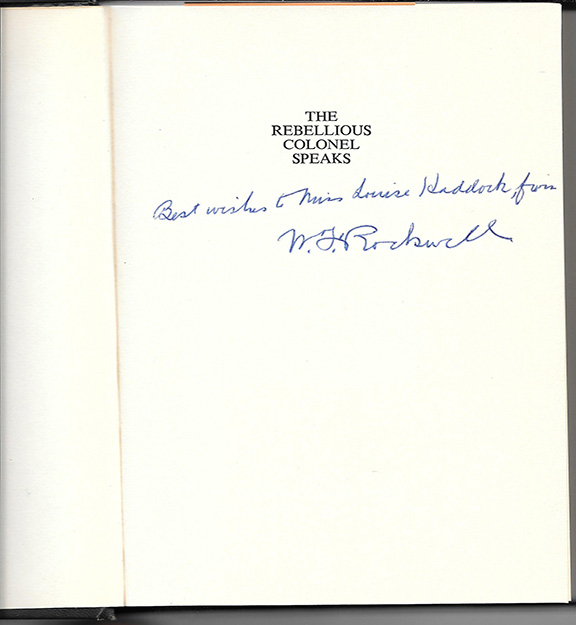 THE
REBELLIOUS
COLONEL
SPEAKS
Best wishes to Miss Louise Haddock, from
W. F. Rockwell